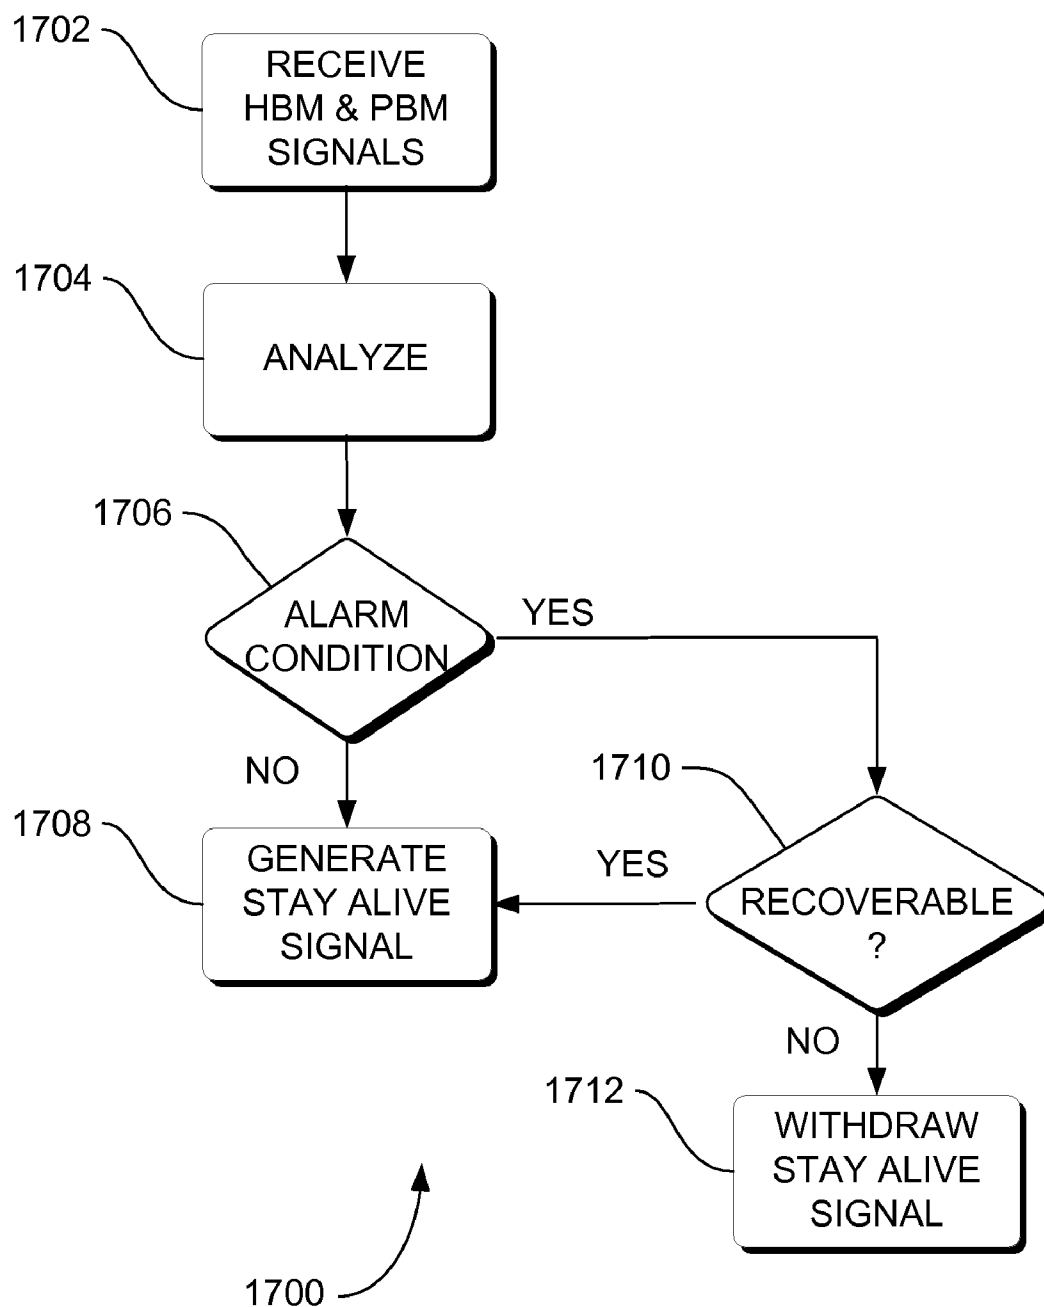 1702
RECEIVE
HBM & PBM
SIGNALS
1704
ANALYZE
1706
ALARM
CONDITION
YES
NO
1710
1708
GENERATE
STAY ALIVE
SIGNAL
YES
RECOVERABLE
?
NO
1712
WITHDRAW
STAY ALIVE
SIGNAL
1700